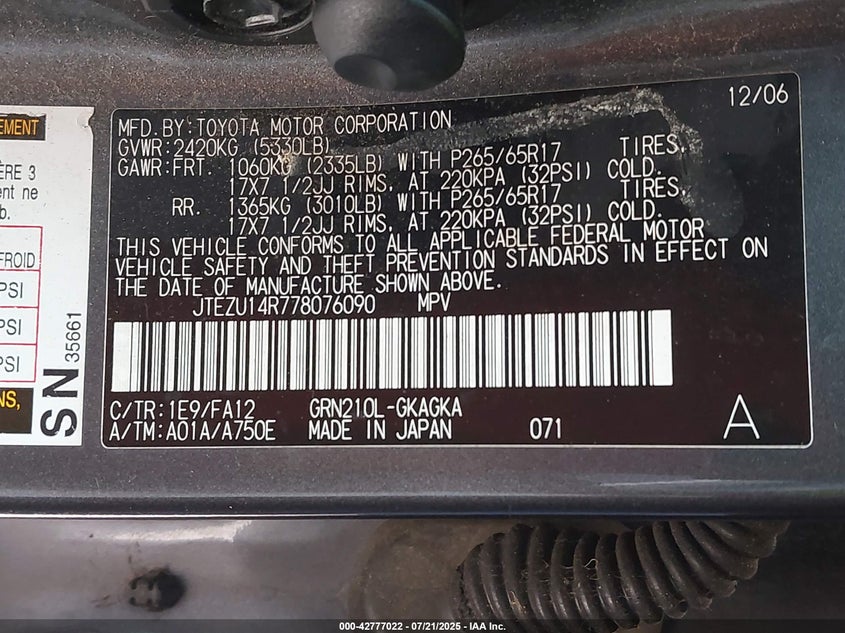 EMENT
ÈRE 3
ent ne
b.
FROID
PSI
PSI
PSI
NS,
SN 35661
12/06
MFD. BY: TOYOTA MOTOR CORPORATION
GVWR: 2420KG (5330LB)
GAWR: FRT. 1060KG (2335LB) WITH P265/65R17 TIRES,
17X7 1/2JJ RIMS, AT 220KPA (32PSI) COLD.
RR. 1365KG (3010LB) WITH P265/65R17 TIRES,
17X7 1/2JJ RIMS, AT 220KPA (32PSI) COLD.
THIS VEHICLE CONFORMS TO ALL APPLICABLE FEDERAL MOTOR
VEHICLE SAFETY AND THEFT PREVENTION STANDARDS IN EFFECT ON
THE DATE OF MANUFACTURE SHOWN ABOVE.
JTEZU14R778076090 MPV
C/TR: 1E9/FA12 GRN210L-GKAGKA
A/TM: A01A/A750E MADE IN JAPAN 071 A
000-42777022 - 07/21/2025 - IAA Inc.